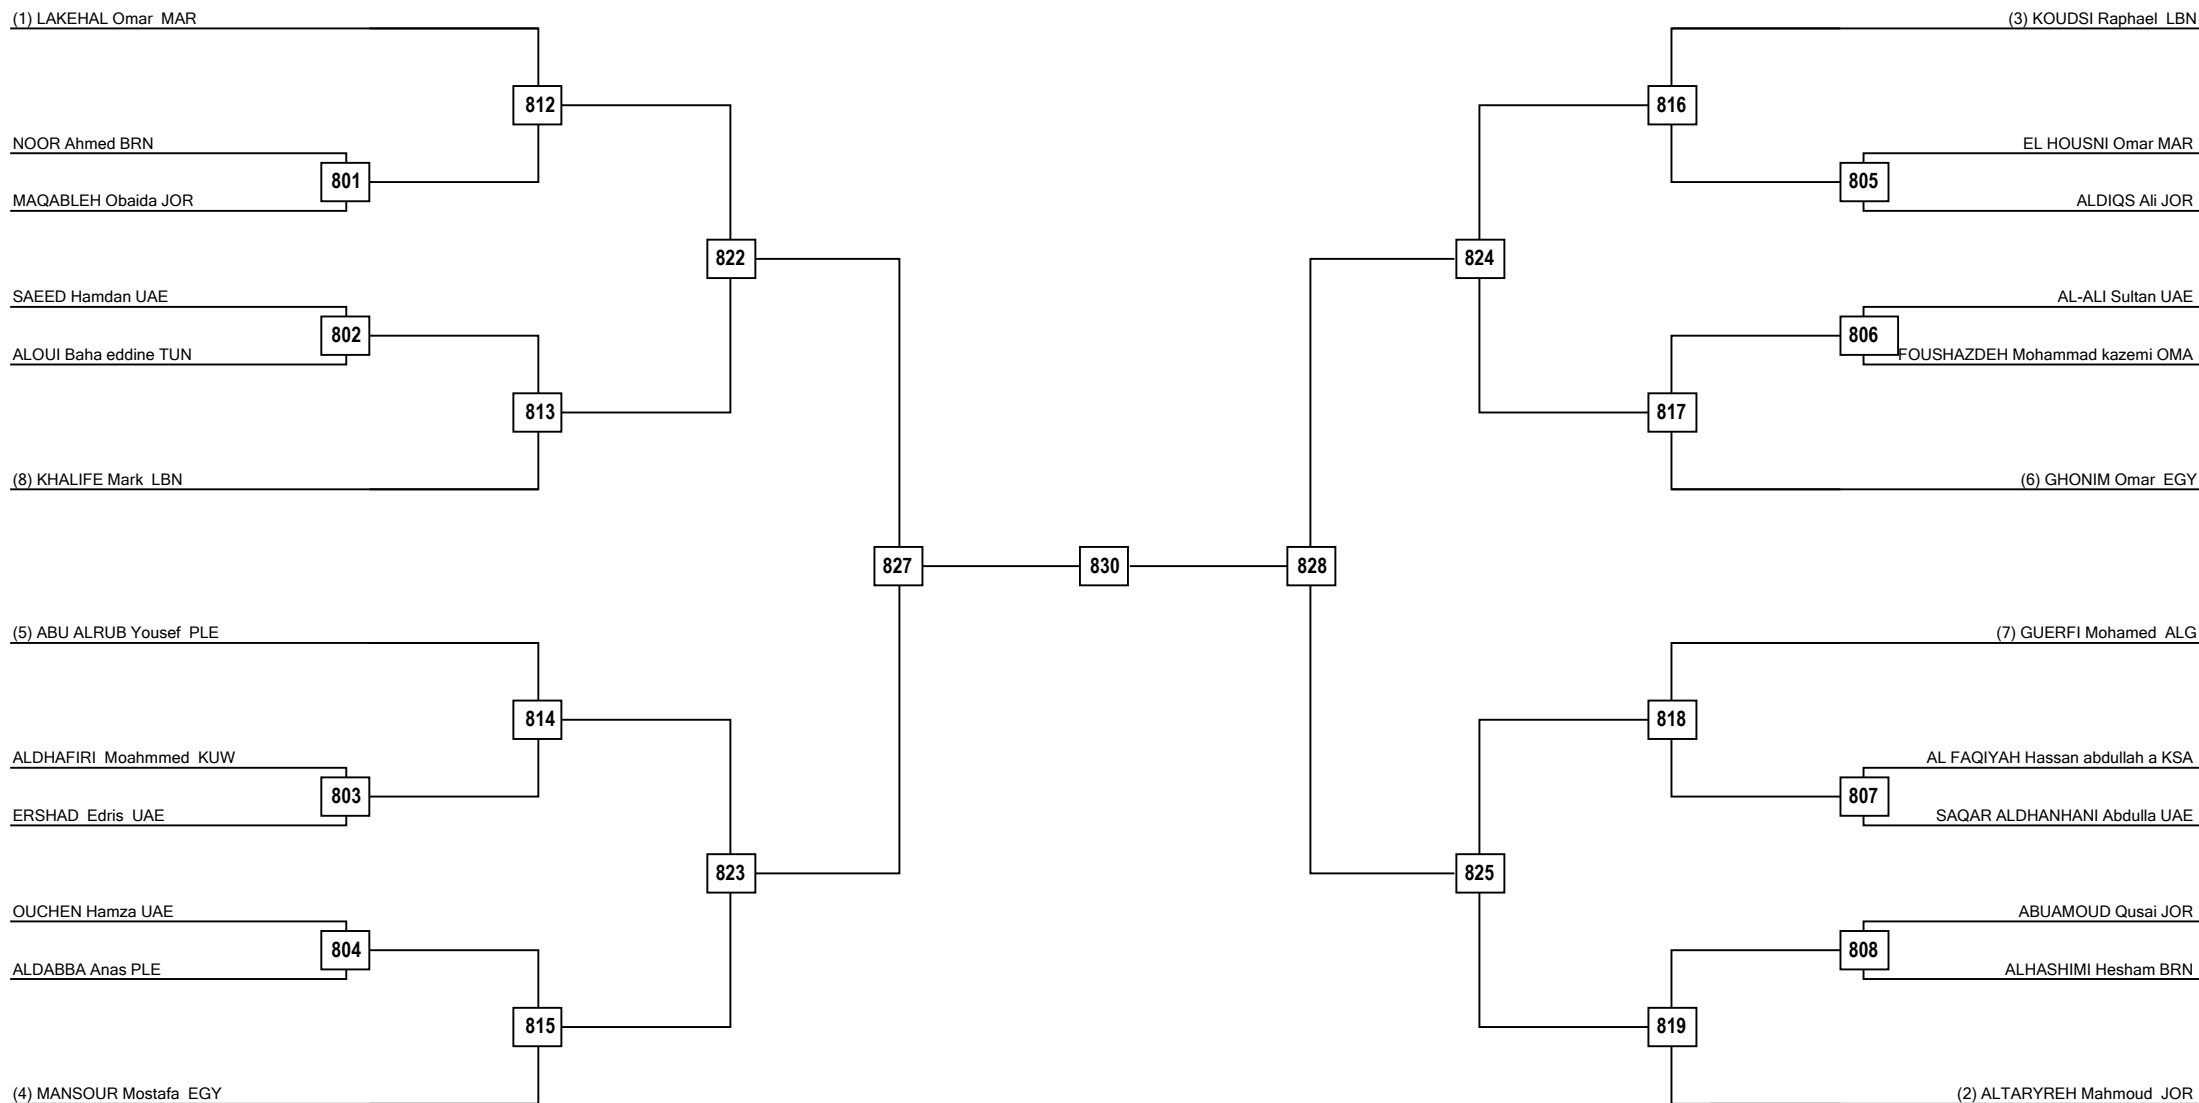 (1) LAKEHAL Omar  MAR
(3) KOUDSI Raphael  LBN
812
816
NOOR Ahmed BRN
EL HOUSNI Omar MAR
801
805
MAQABLEH Obaida JOR
ALDIQS Ali JOR
822
824
SAEED Hamdan UAE
AL-ALI Sultan UAE
802
806
ALOUI Baha eddine TUN
FOUSHAZDEH Mohammad kazemi OMA
813
817
(8) KHALIFE Mark  LBN
(6) GHONIM Omar  EGY
827
830
828
(5) ABU ALRUB Yousef  PLE
(7) GUERFI Mohamed  ALG
814
818
ALDHAFIRI  Moahmmed  KUW
AL FAQIYAH Hassan abdullah a KSA
803
807
ERSHAD  Edris  UAE
SAQAR ALDHANHANI Abdulla UAE
823
825
OUCHEN Hamza UAE
ABUAMOUD Qusai JOR
804
808
ALDABBA Anas PLE
ALHASHIMI Hesham BRN
815
819
(4) MANSOUR Mostafa  EGY
(2) ALTARYREH Mahmoud  JOR